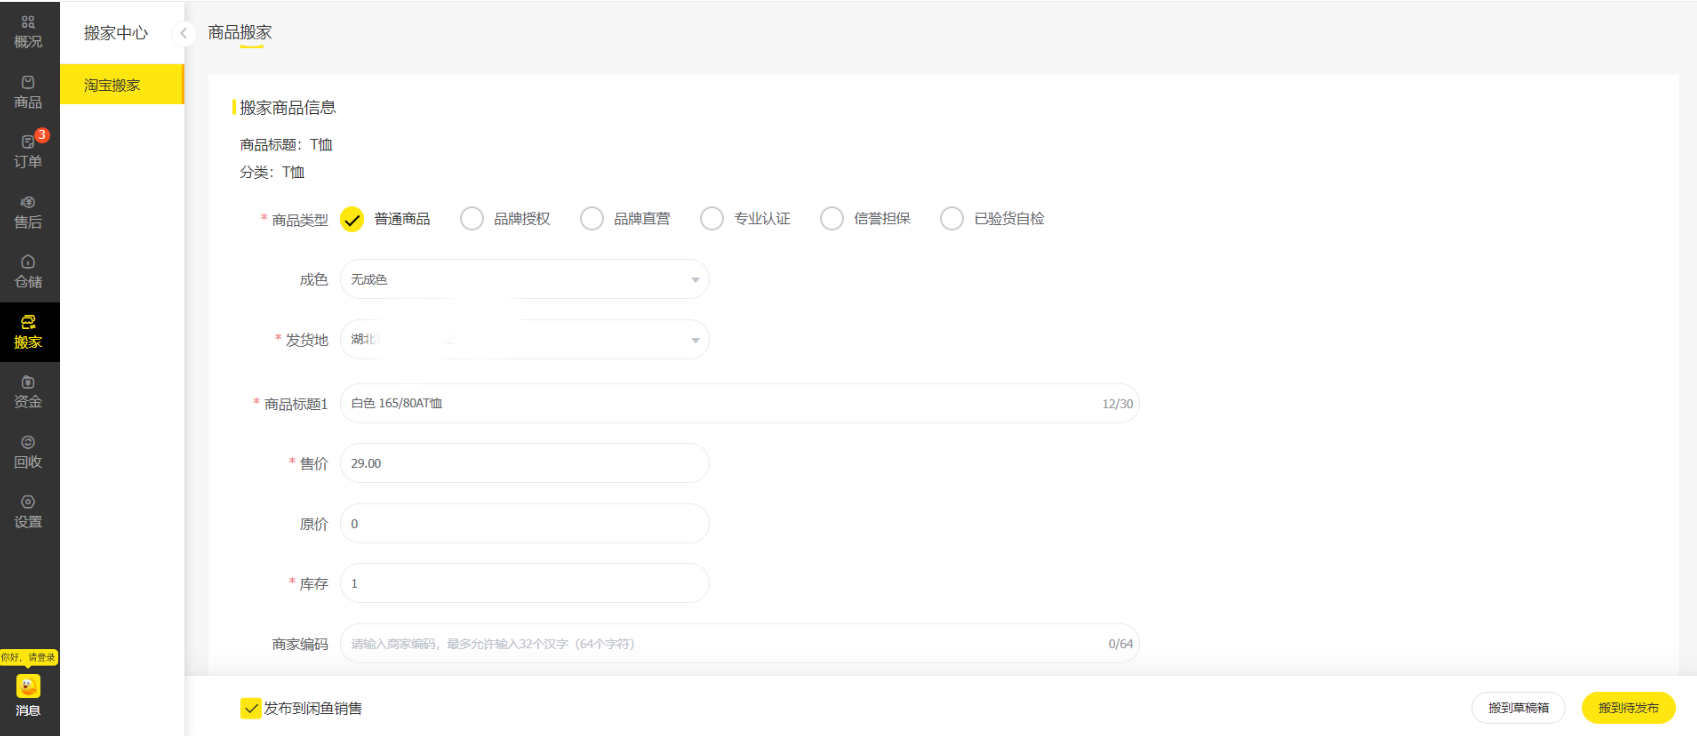 概况
商品
3
订单
售后
仓储
搬家
资金
回收
设置
你好，请登录
消息
搬家中心
淘宝搬家
商品搬家
搬家商品信息
商品标题：T恤
分类：T恤
* 商品类型 普通商品 品牌授权 品牌直营 专业认证 信誉担保 已验货自检
成色 无成色
* 发货地 湖北
* 商品标题1 白色 165/80AT恤 12/30
* 售价 29.00
原价 0
* 库存 1
商家编码 请输入商家编码，最多允许输入32个汉字（64个字符） 0/64
发布到闲鱼销售 搬到草稿箱 搬到待发布